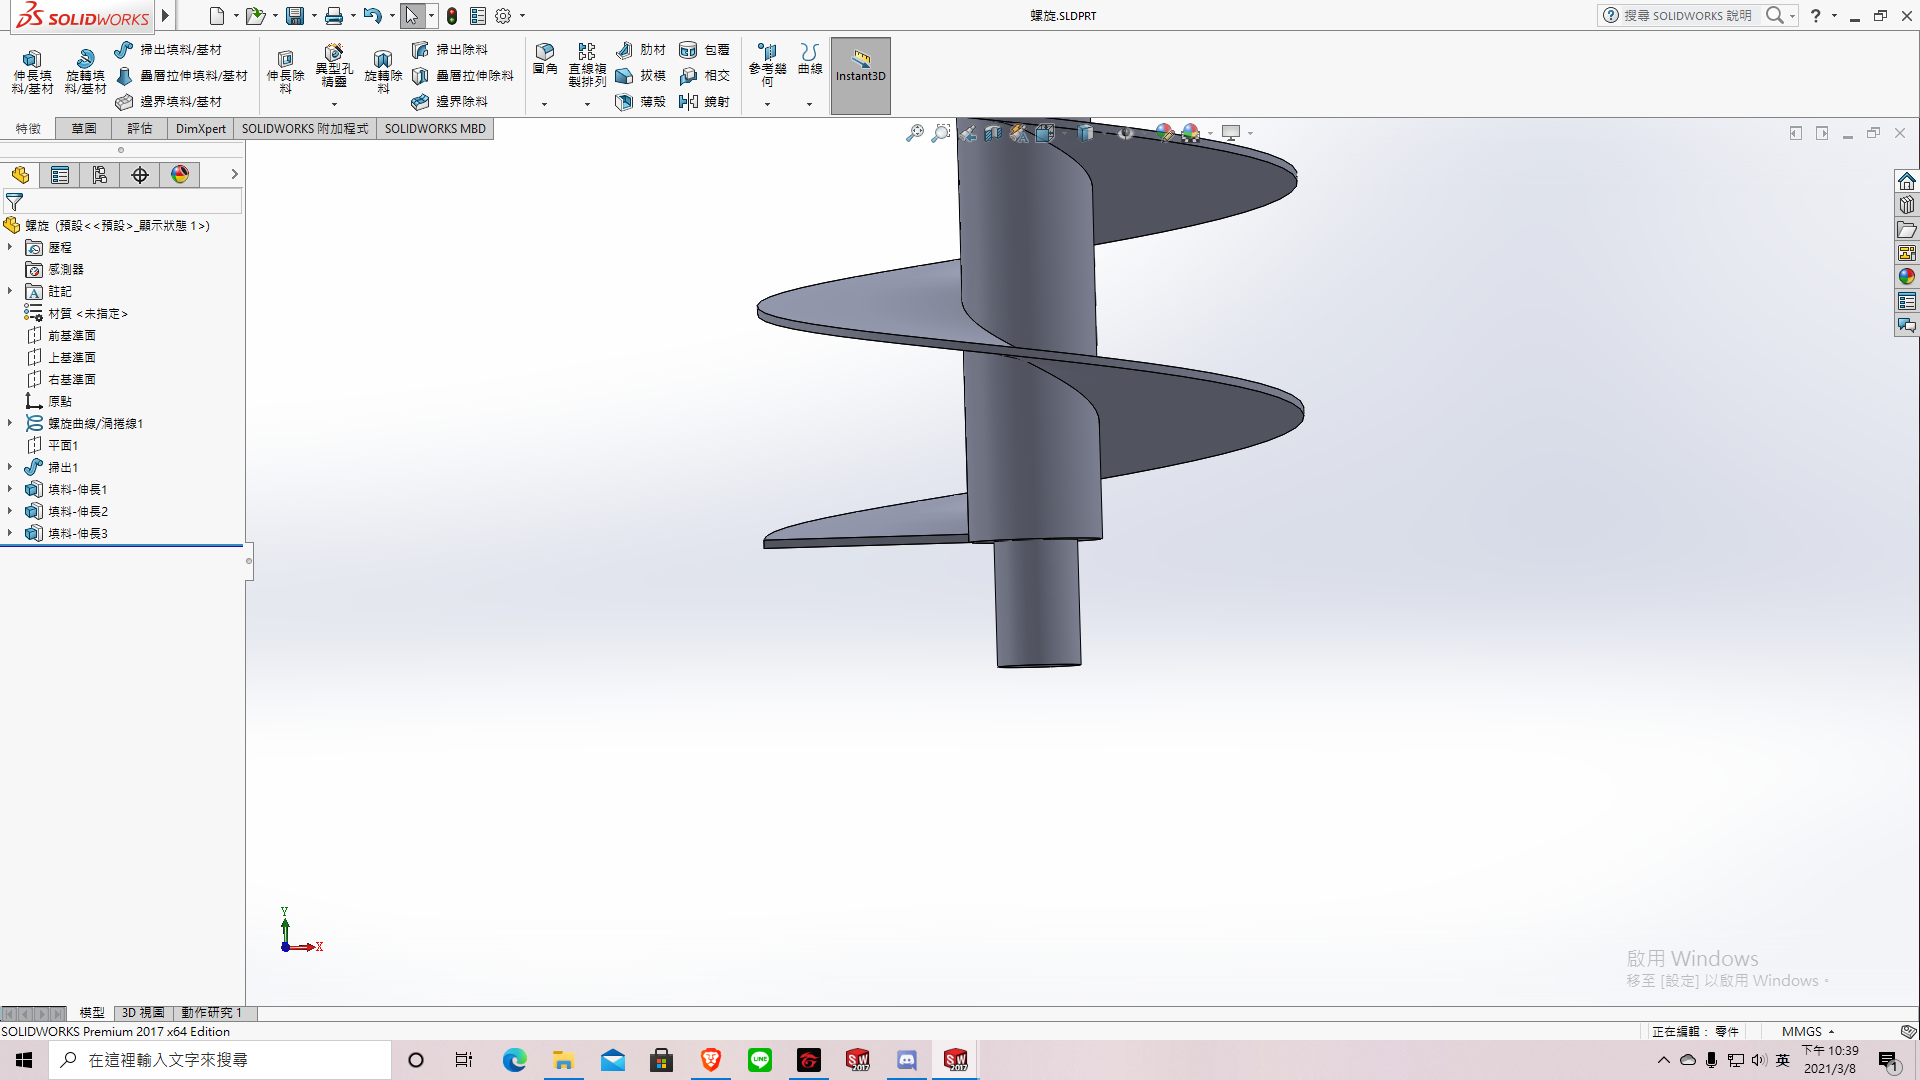 SOLIDWORKS
螺旋.SLDPRT
搜尋 SOLIDWORKS 說明
伸長填料/基材
旋轉填料/基材
掃出填料/基材
疊層拉伸填料/基材
邊界填料/基材
伸長除料
異型孔精靈
旋轉除料
掃出除料
疊層拉伸除料
邊界除料
圓角
直線複製排列
肋材
拔模
薄殼
包覆
相交
鏡射
參考幾何
曲線
Instant3D
特徵
草圖
評估
DimXpert
SOLIDWORKS 附加程式
SOLIDWORKS MBD
螺旋 (預設<<預設>_顯示狀態 1>)
歷程
感測器
註記
材質 <未指定>
前基準面
上基準面
右基準面
原點
螺旋曲線/渦捲線1
平面1
掃出1
填料-伸長1
填料-伸長2
填料-伸長3
Y
X
啟用 Windows
移至 [設定] 以啟用 Windows。
模型
3D 視圖
動作研究 1
SOLIDWORKS Premium 2017 x64 Edition
正在編輯： 零件
MMGS
在這裡輸入文字來搜尋
LINE
SW 2017
SW 2017
英
下午 10:39
2021/3/8
1